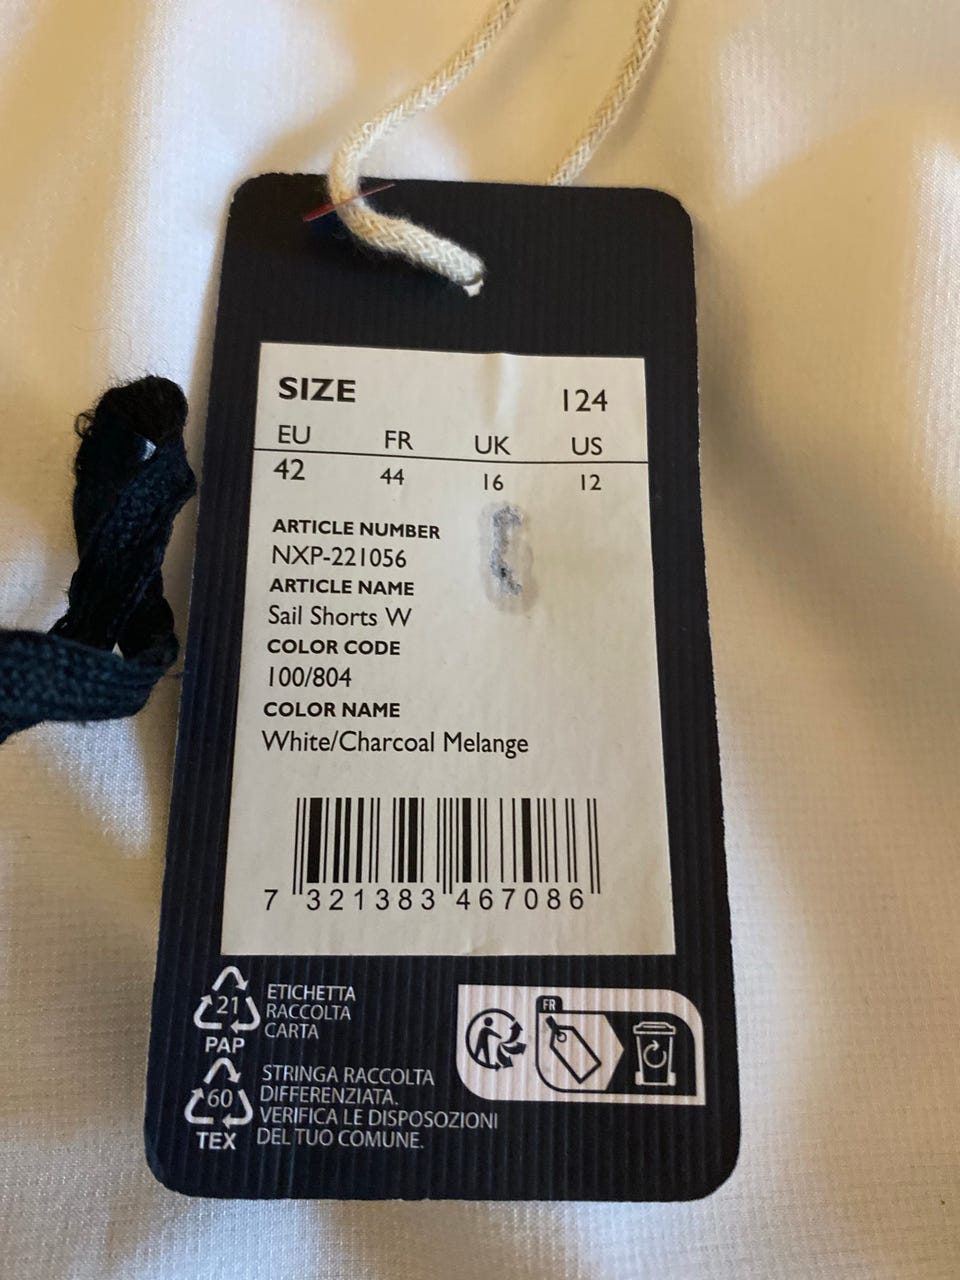 SIZE 124
EU FR UK US
42 44 16 12
ARTICLE NUMBER
NXP-221056
ARTICLE NAME
Sail Shorts W
COLOR CODE
100/804
COLOR NAME
White/Charcoal Melange
7 321383 467086
21
PAP
ETICHETTA
RACCOLTA
CARTA
FR
60
TEX
STRINGA RACCOLTA
DIFFERENZIATA.
VERIFICA LE DISPOSOZIONI
DEL TUO COMUNE.